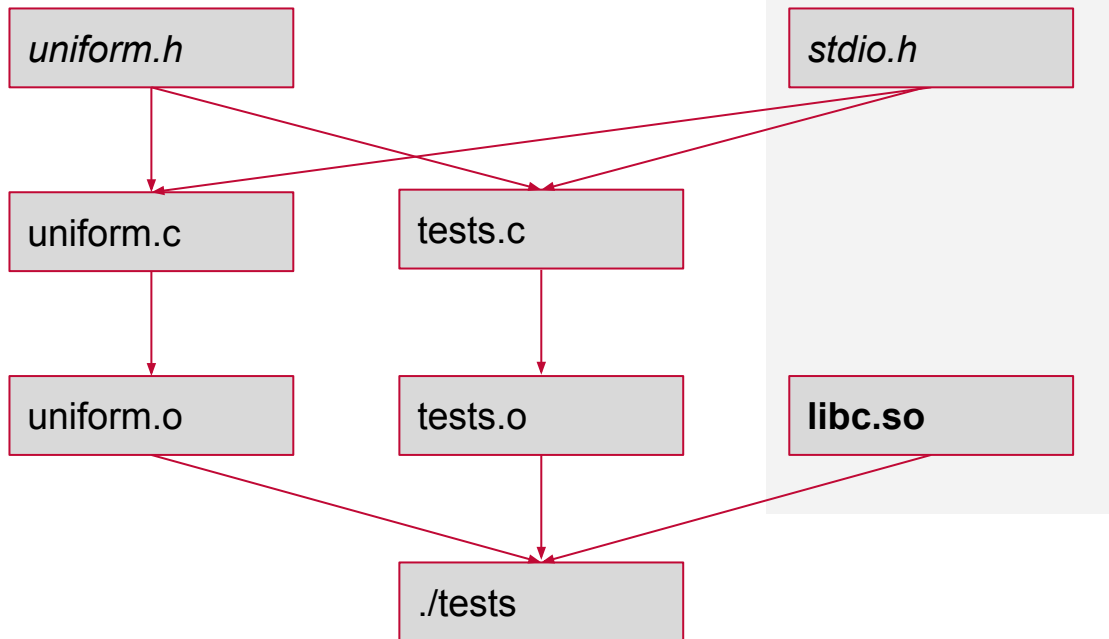 uniform.h
stdio.h
uniform.c
tests.c
uniform.o
tests.o
libc.so
./tests